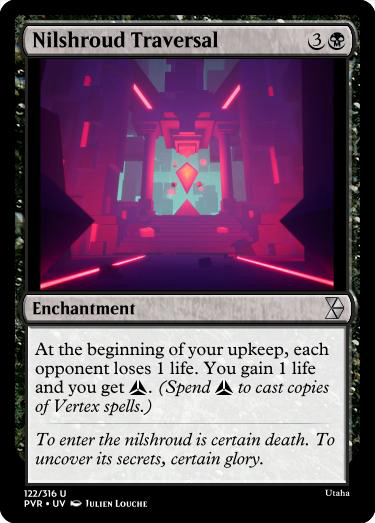 Nilshroud Traversal 3
Enchantment
At the beginning of your upkeep, each
opponent loses 1 life. You gain 1 life
and you get . (Spend to cast copies
of Vertex spells.)
To enter the nilshroud is certain death. To
uncover its secrets, certain glory.
122/316 U Utaha
PVR • UV Julien Louche